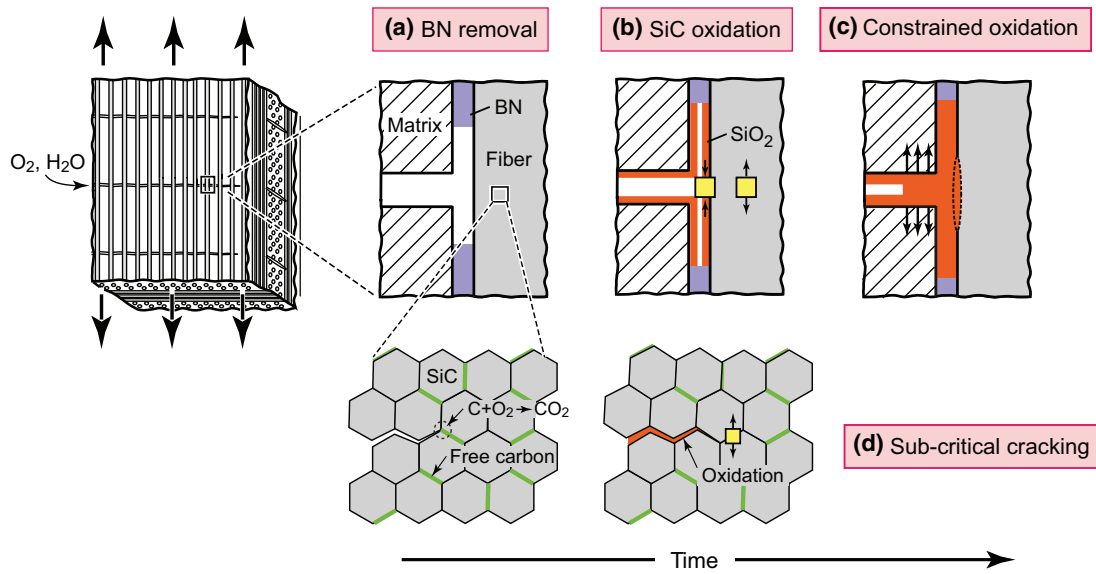 (a) BN removal
(b) SiC oxidation
(c) Constrained oxidation
O₂, H₂O
Matrix
BN
Fiber
SiO₂
SiC
C+O₂→CO₂
Free carbon
Oxidation
(d) Sub-critical cracking
Time